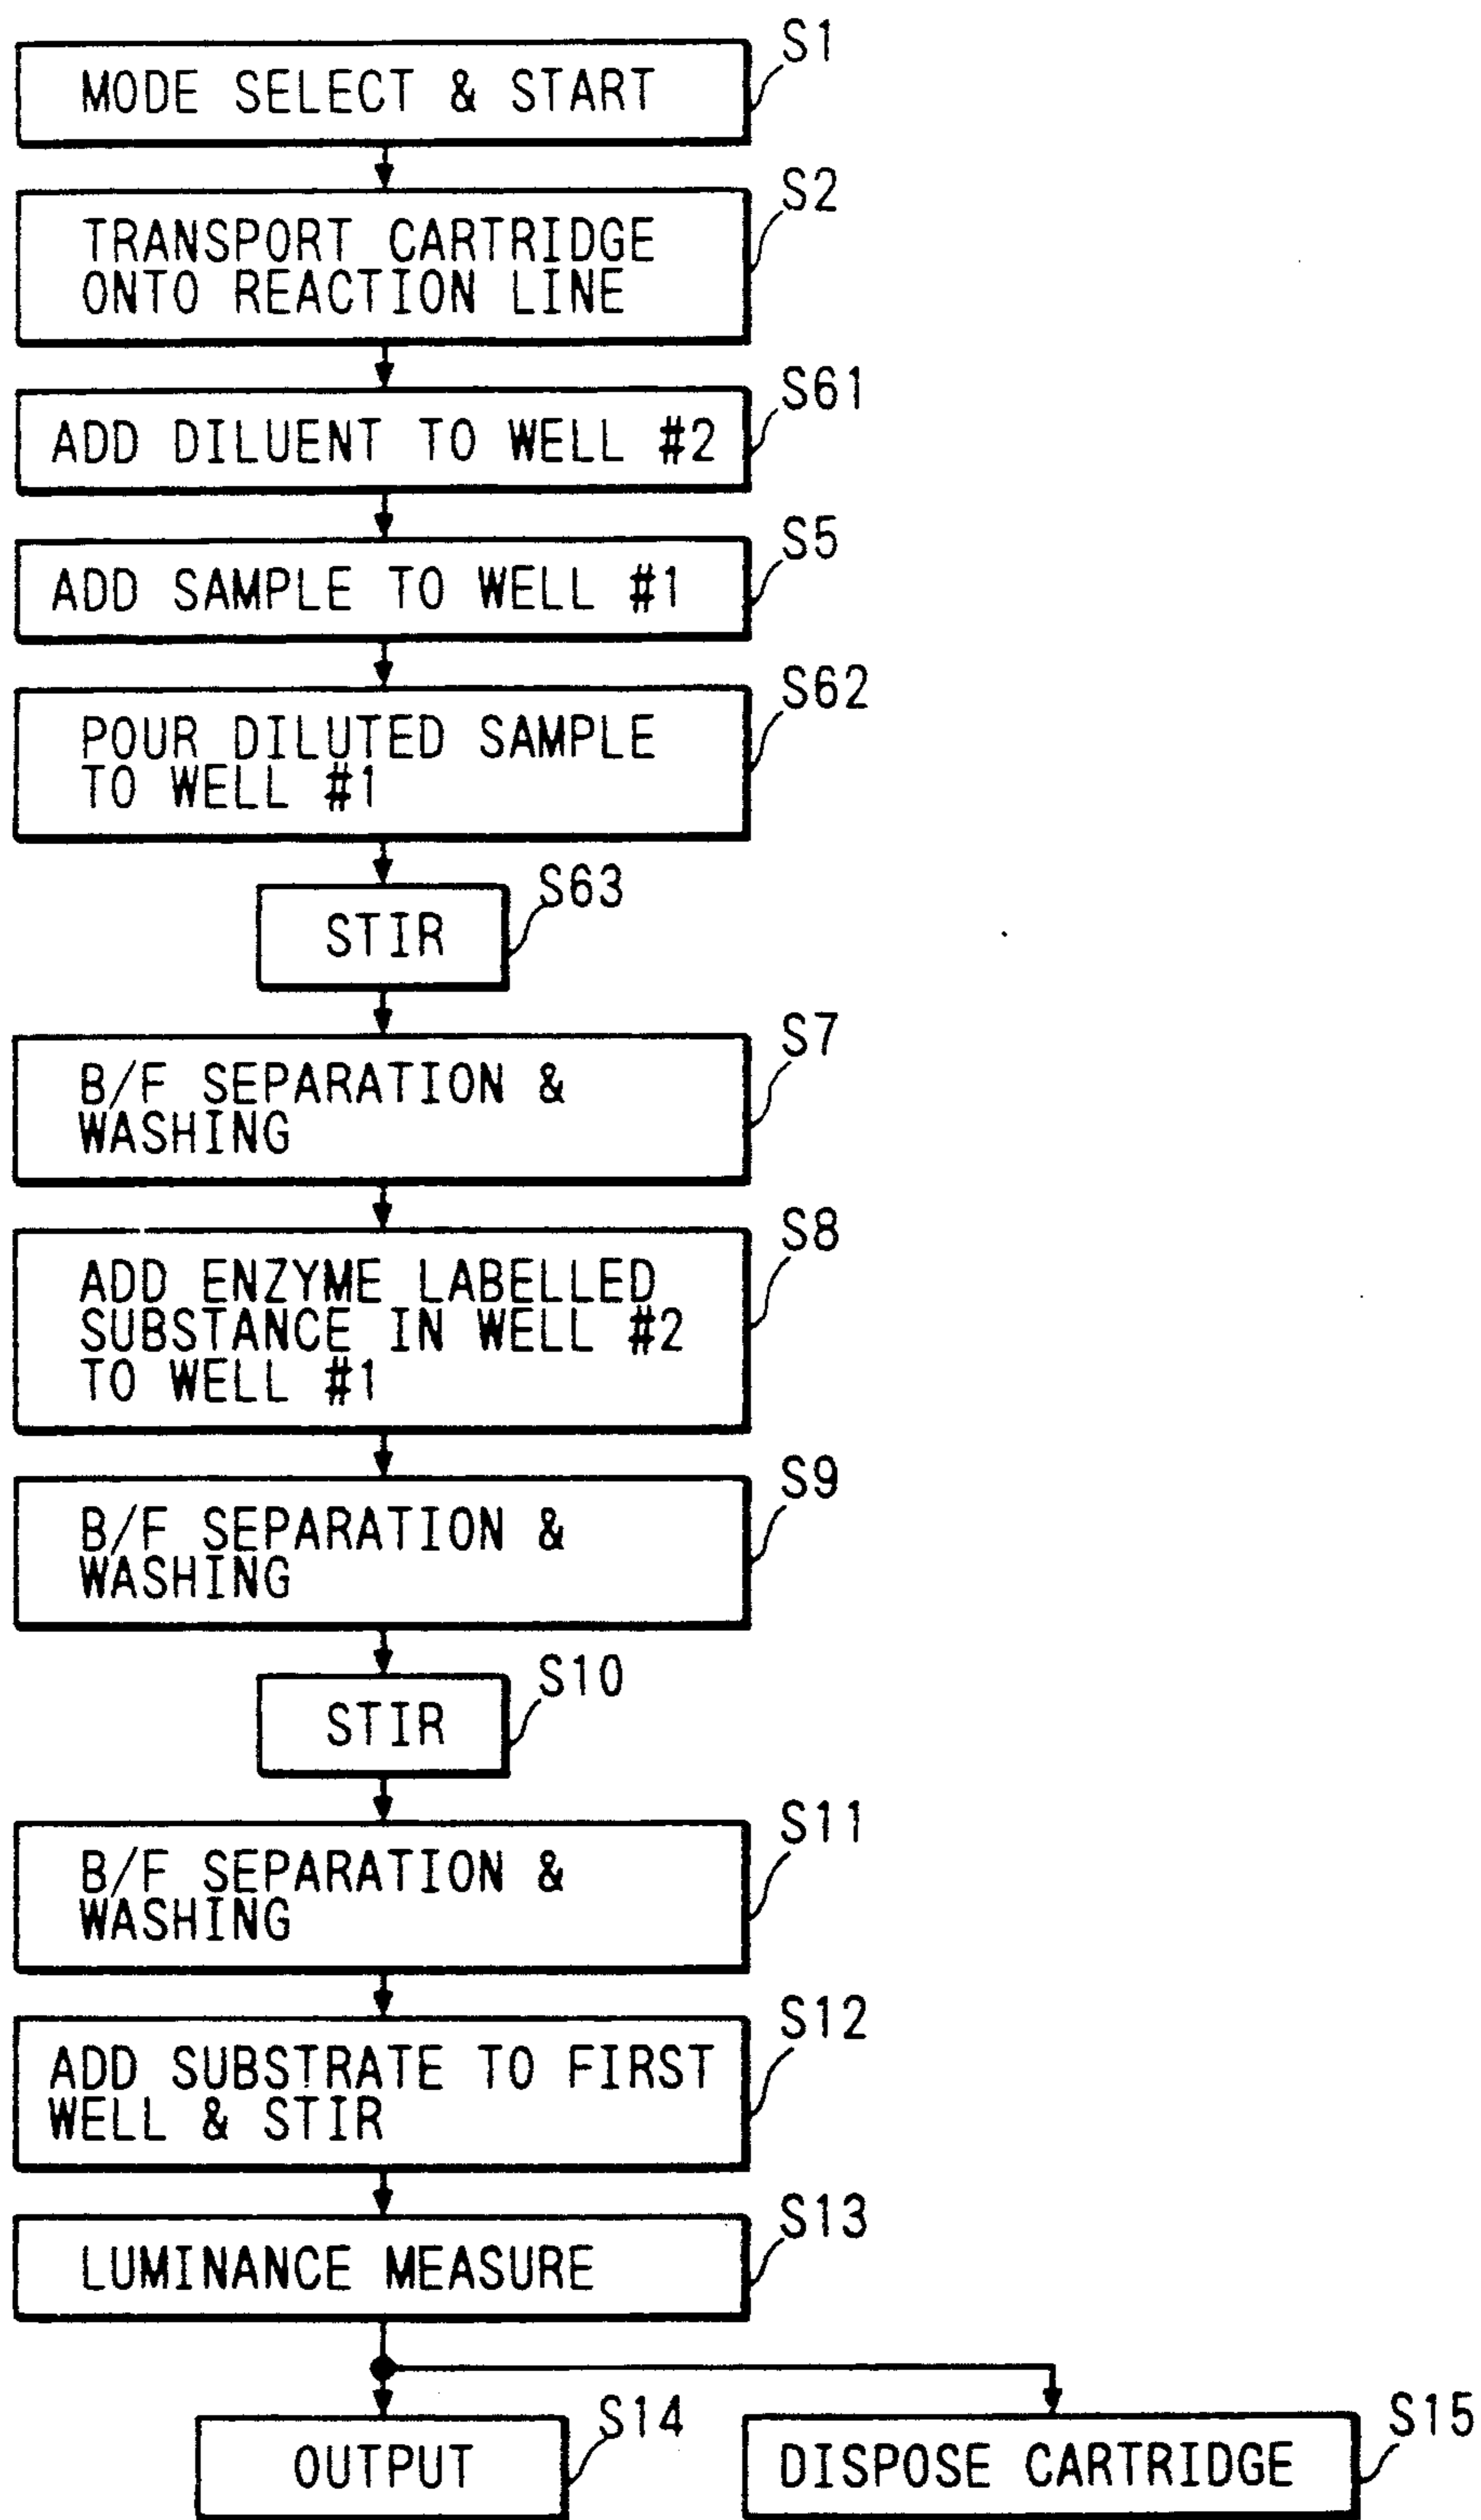 S1
MODE SELECT & START
S2
TRANSPORT CARTRIDGE
ONTO REACTION LINE
S61
ADD DILUENT TO WELL #2
S5
ADD SAMPLE TO WELL #1
S62
POUR DILUTED SAMPLE
TO WELL #1
S63
STIR
S7
B/F SEPARATION &
WASHING
S8
ADD ENZYME LABELLED
SUBSTANCE IN WELL #2
TO WELL #1
S9
B/F SEPARATION &
WASHING
S10
STIR
S11
B/F SEPARATION &
WASHING
S12
ADD SUBSTRATE TO FIRST
WELL & STIR
S13
LUMINANCE MEASURE
S14
OUTPUT
S15
DISPOSE CARTRIDGE